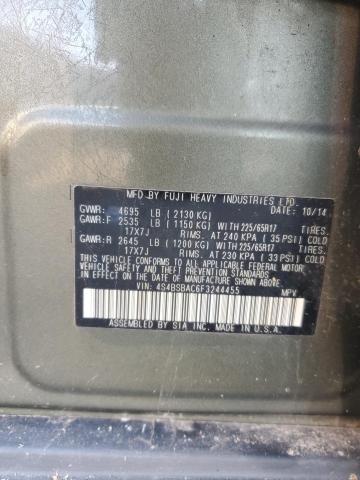 MFD BY FUJI HEAVY INDUSTRIES LTD.
DATE: 10/14
GVWR: 4695 LB (2130 KG)
GAWR:F 2535 LB (1150 KG) WITH 225/65R17 TIRES.
17X7J RIMS. AT 240 KPA (35 PSI) COLD
GAWR:R 2645 LB (1200 KG) WITH 225/65R17 TIRES.
17X7J RIMS. AT 230 KPA (33 PSI) COLD
THIS VEHICLE CONFORMS TO ALL APPLICABLE FEDERAL MOTOR
VEHICLE SAFETY, BUMPER, AND THEFT PREVENTION STANDARDS IN
EFFECT ON THE DATE OF MANUFACTURE SHOWN ABOVE.
VIN: 4S4BSBAC6F3244455 MPV
ASSEMBLED BY SIA INC. MADE IN U.S.A.